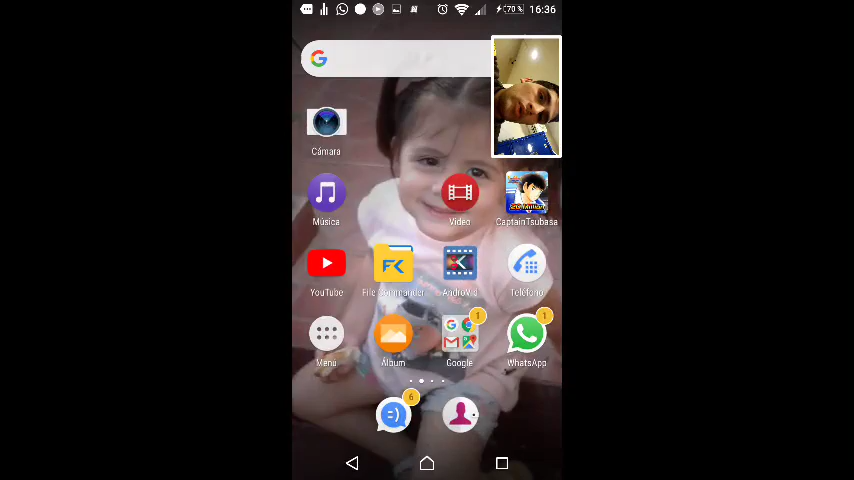 70 % 16:36
G
Cámara
Música
Video
CaptainTsubasa
YouTube
File Commander
AndroVid
Teléfono
1
1
Menú
Álbum
Google
WhatsApp
6